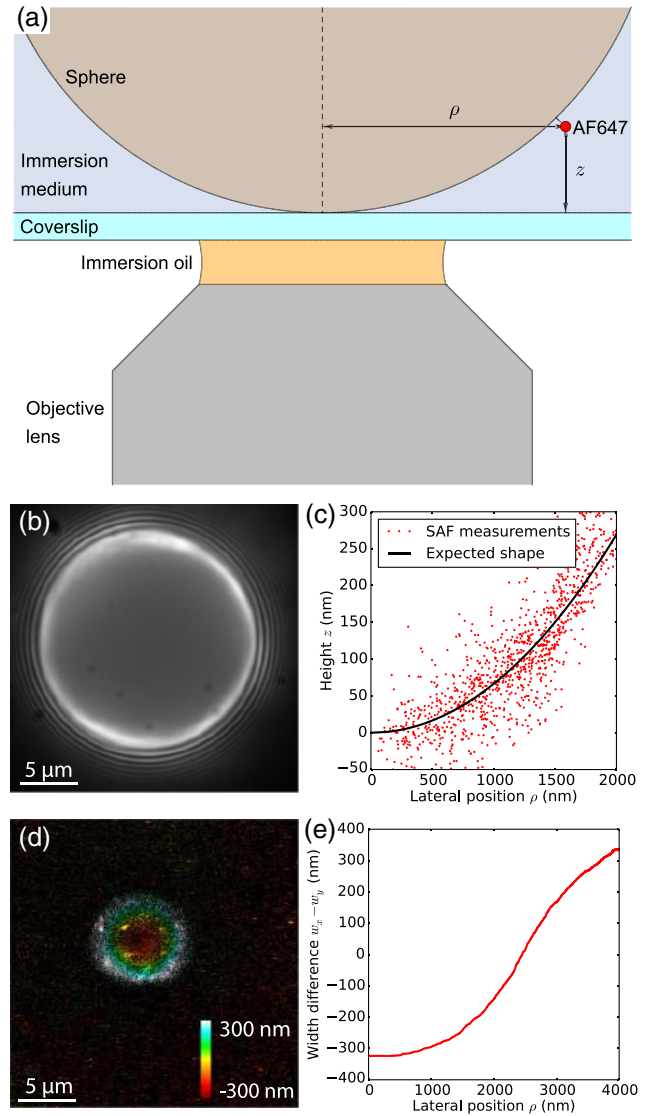 (a)
Sphere
ρ
AF647
Immersion
medium
z
Coverslip
Immersion oil
Objective
lens
(b)
5 μm
(c)
300
250
200
150
100
50
0
−50
Height z (nm)
SAF measurements
Expected shape
0
500
1000
1500
2000
Lateral position ρ (nm)
(d)
300 nm
-300 nm
5 μm
(e)
400
300
200
100
0
−100
−200
−300
−400
Width difference wₓ−w_y (nm)
0
1000
2000
3000
4000
Lateral position ρ (nm)